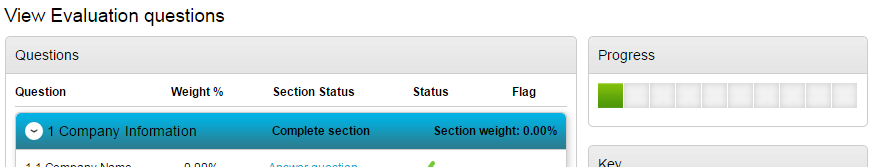 View Evaluation questions
Questions
Progress
Question Weight % Section Status Status Flag
1 Company Information Complete section Section weight: 0.00%
1.1 Company Name 0.00% Answer question
Key